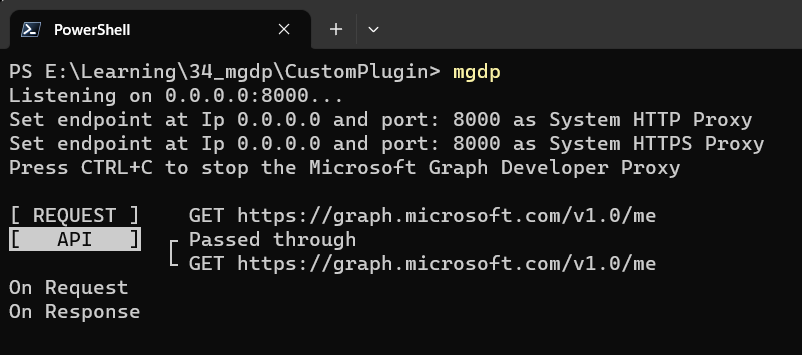 PowerShell
PS E:\Learning\34_mgdp\CustomPlugin> mgdp
Listening on 0.0.0.0:8000...
Set endpoint at Ip 0.0.0.0 and port: 8000 as System HTTP Proxy
Set endpoint at Ip 0.0.0.0 and port: 8000 as System HTTPS Proxy
Press CTRL+C to stop the Microsoft Graph Developer Proxy
[ REQUEST ]    GET https://graph.microsoft.com/v1.0/me
[   API   ]  ┌ Passed through
             └ GET https://graph.microsoft.com/v1.0/me
On Request
On Response